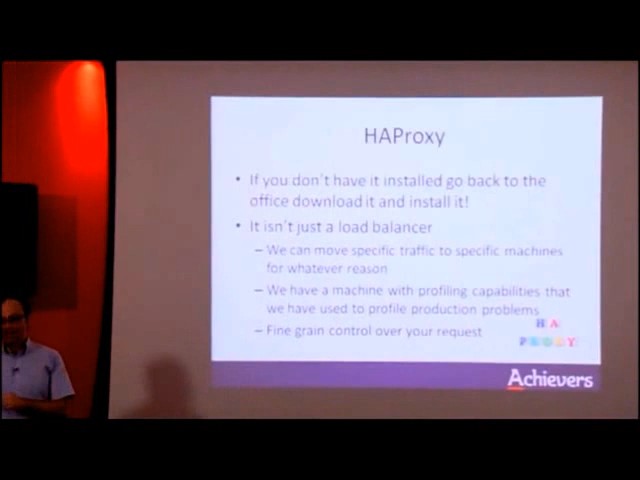 HAProxy
• If you don't have it installed go back to the
office download it and install it!
• It isn't just a load balancer
– We can move specific traffic to specific machines
for whatever reason
– We have a machine with profiling capabilities that
we have used to profile production problems
– Fine grain control over your request
HA
PROXY
Achievers